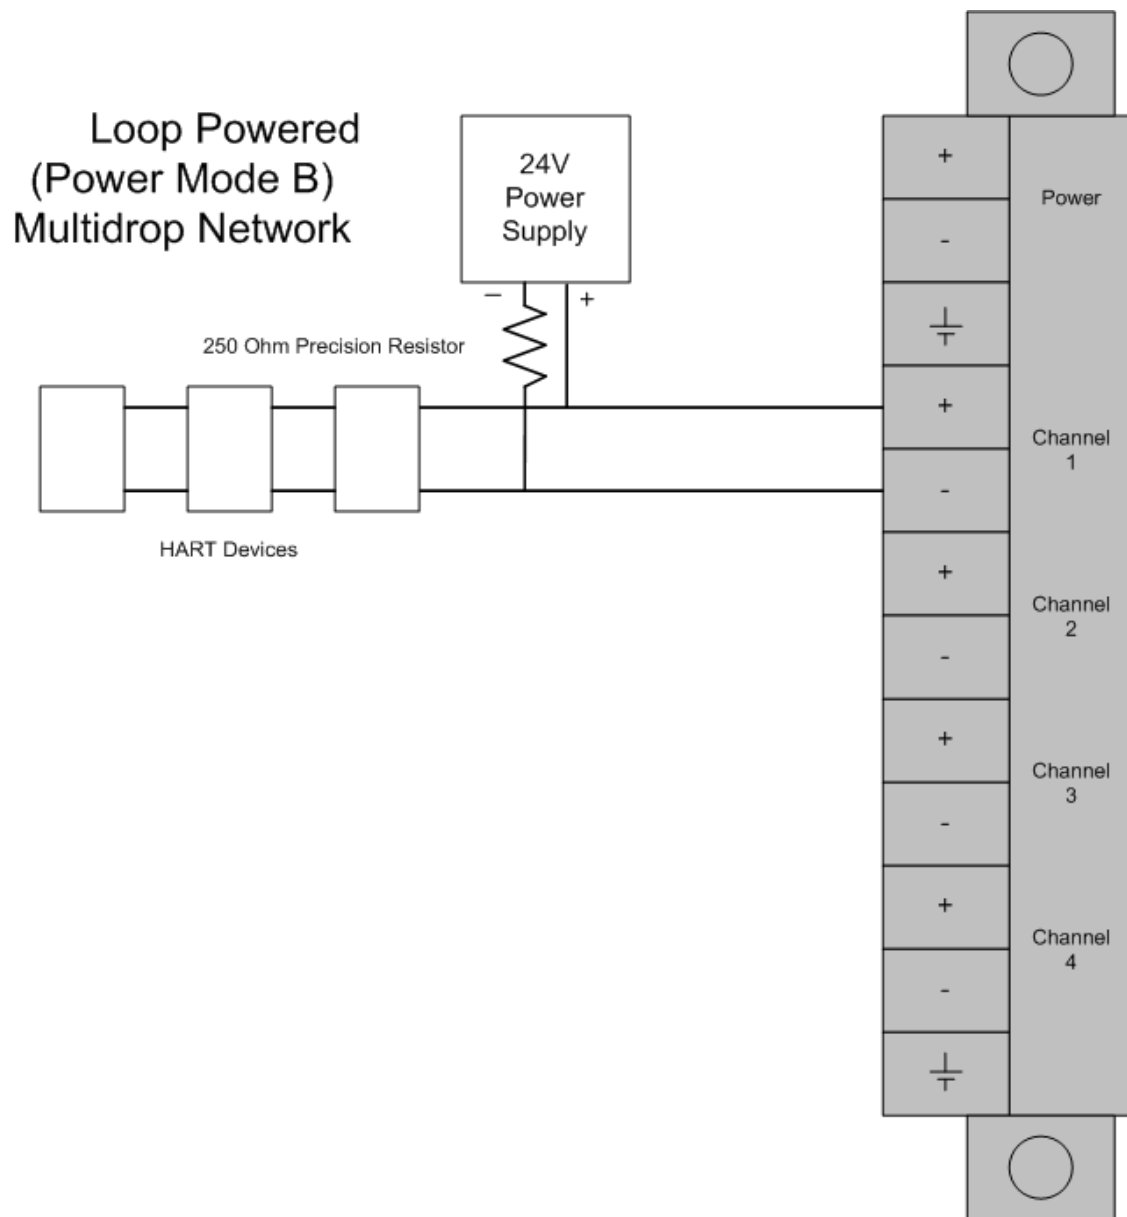 Loop Powered
(Power Mode B)
Multidrop Network
24V
Power
Supply
–
+
250 Ohm Precision Resistor
HART Devices
+
Power
-
+
Channel
1
-
+
Channel
2
-
+
Channel
3
-
+
Channel
4
-